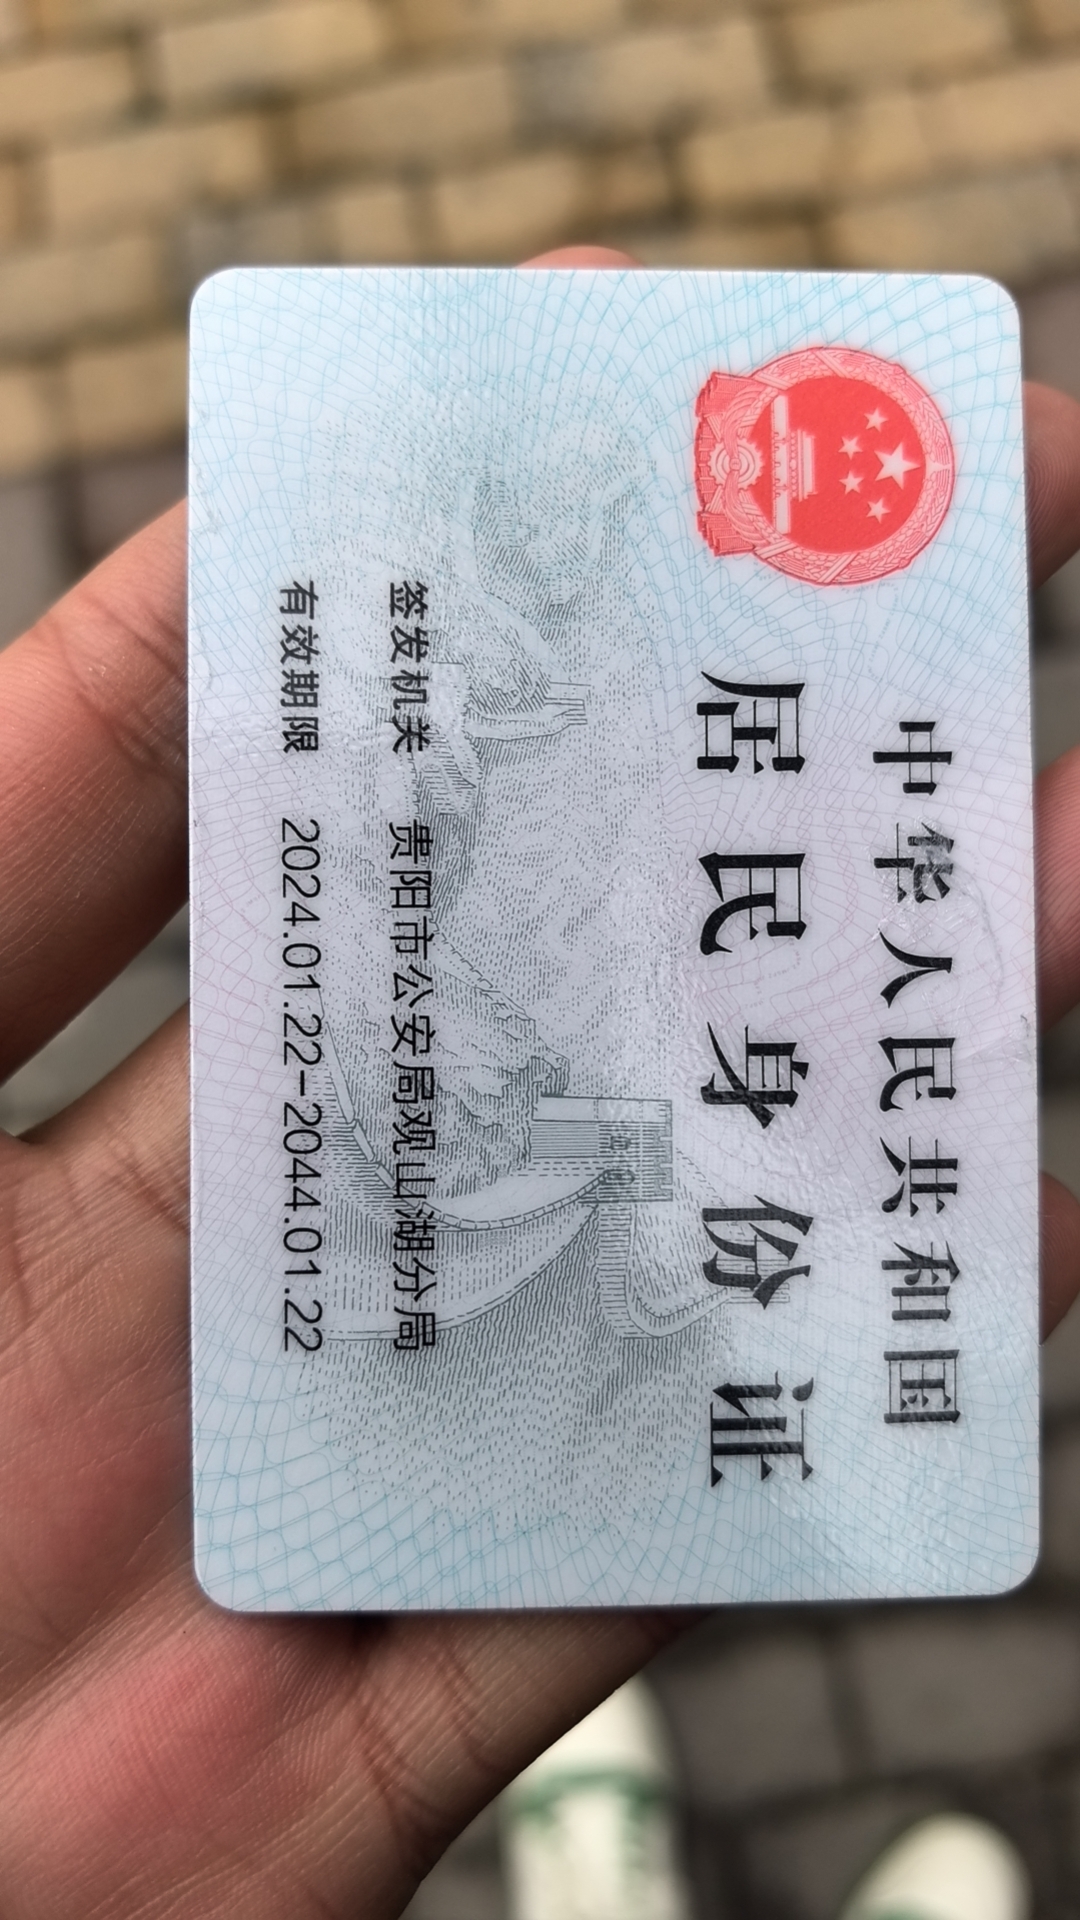 中华人民共和国
居民身份证
签发机关 贵阳市公安局观山湖分局
有效期限 2024.01.22-2044.01.22